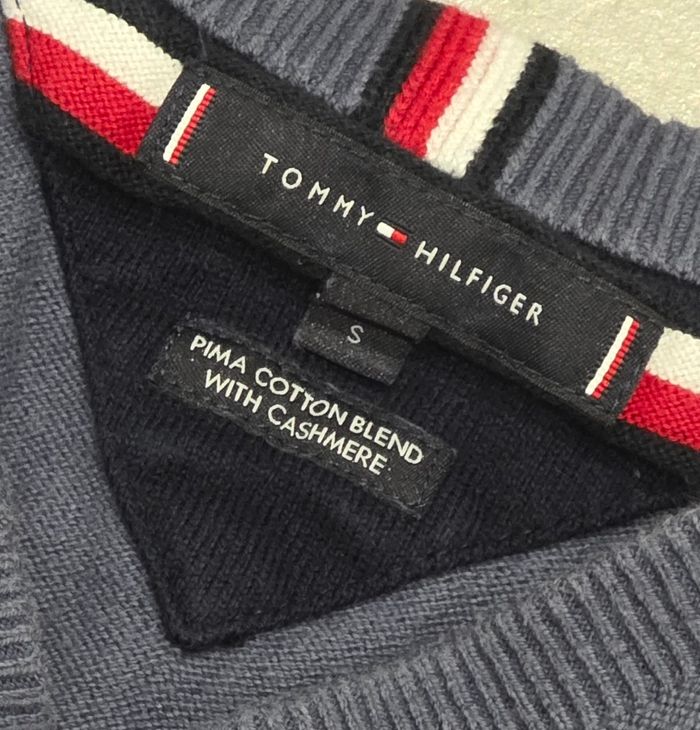 TOMMY HILFIGER
S
PIMA COTTON BLEND
WITH CASHMERE